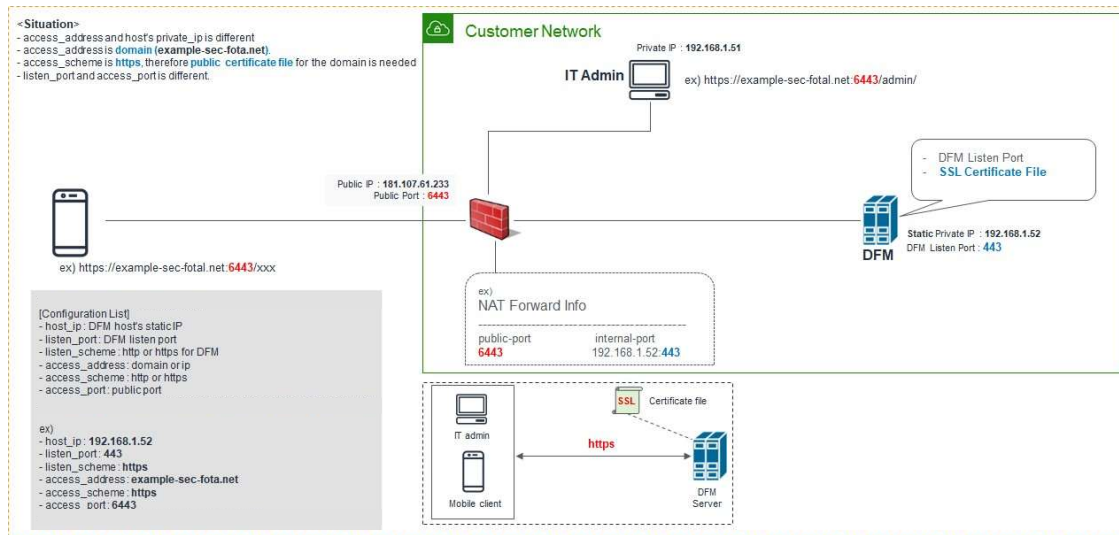 <Situation>
- access_address and host's private_ip is different
- access_address is domain (example-sec-fota.net).
- access_scheme is https, therefore public certificate file for the domain is needed
- listen_port and access_port is different.
Customer Network
Private IP : 192.168.1.51
IT Admin
ex) https://example-sec-fotal.net:6443/admin/
- DFM Listen Port
- SSL Certificate File
Public IP : 181.107.61.233
Public Port : 6443
Static Private IP : 192.168.1.52
DFM Listen Port : 443
DFM
ex) https://example-sec-fotal.net:6443/xxx
ex)
NAT Forward Info
public-port internal-port
6443 192.168.1.52:443
[Configuration List]
- host_ip : DFM host's static IP
- listen_port : DFM listen port
- listen_scheme : http or https for DFM
- access_address : domain or ip
- access_scheme : http or https
- access_port : public port
ex)
- host_ip : 192.168.1.52
- listen_port : 443
- listen_scheme : https
- access_address : example-sec-fota.net
- access_scheme : https
- access_port : 6443
SSL Certificate file
IT admin
https
Mobile client
DFM
Server